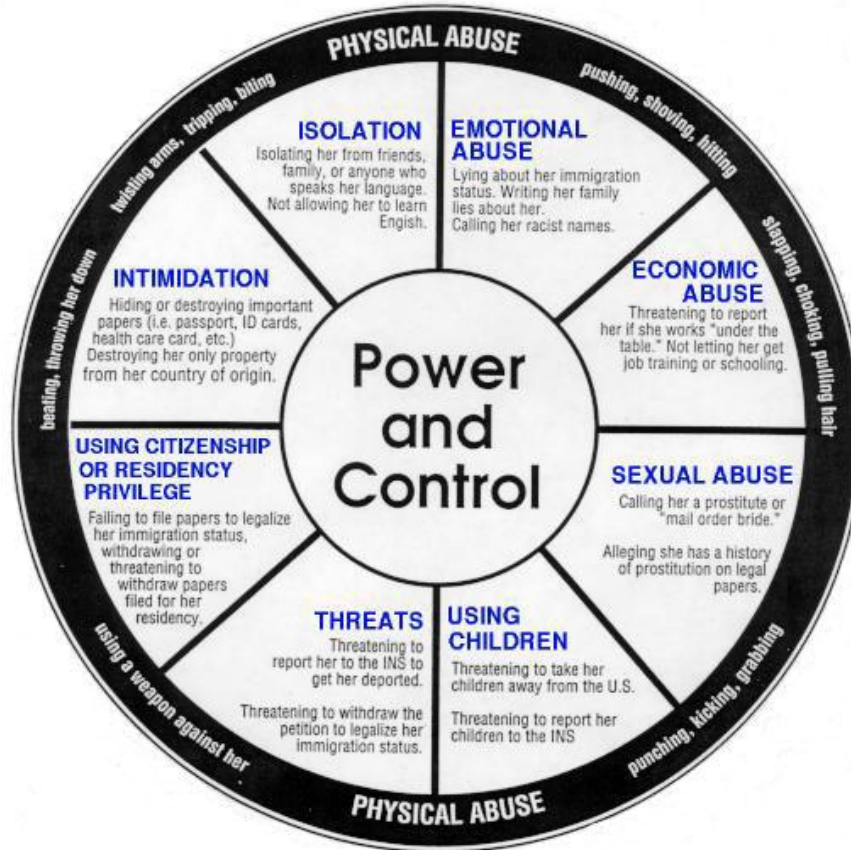 PHYSICAL ABUSE
pushing, shoving, hitting
slapping, choking, pulling hair
punching, kicking, grabbing
PHYSICAL ABUSE
using a weapon against her
beating, throwing her down
twisting arms, tripping, biting
Power
and
Control
ISOLATION
Isolating her from friends,
family, or anyone who
speaks her language.
Not allowing her to learn
Engish.
EMOTIONAL
ABUSE
Lying about her immigration
status. Writing her family
lies about her.
Calling her racist names.
ECONOMIC
ABUSE
Threatening to report
her if she works "under the
table." Not letting her get
job training or schooling.
SEXUAL ABUSE
Calling her a prostitute or
"mail order bride."
Alleging she has a history
of prostitution on legal
papers.
USING
CHILDREN
Threatening to take her
children away from the U.S.
Threatening to report her
children to the INS
THREATS
Threatening to
report her to the INS to
get her deported.
Threatening to withdraw the
petition to legalize her
immigration status.
USING CITIZENSHIP
OR RESIDENCY
PRIVILEGE
Failing to file papers to legalize
her immigration status,
withdrawing or
threatening to
withdraw papers
filed for her
residency.
INTIMIDATION
Hiding or destroying important
papers (i.e. passport, ID cards,
health care card, etc.)
Destroying her only property
from her country of origin.